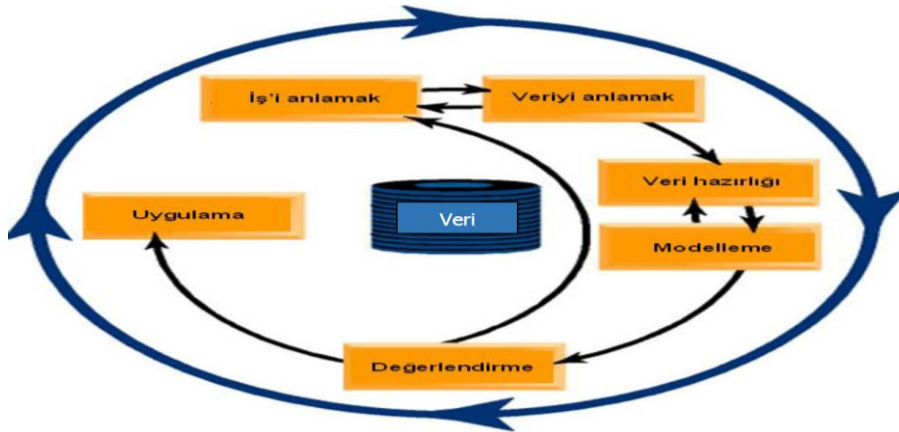 İş'i anlamak
Veriyi anlamak
Veri hazırlığı
Uygulama
Veri
Modelleme
Değerlendirme